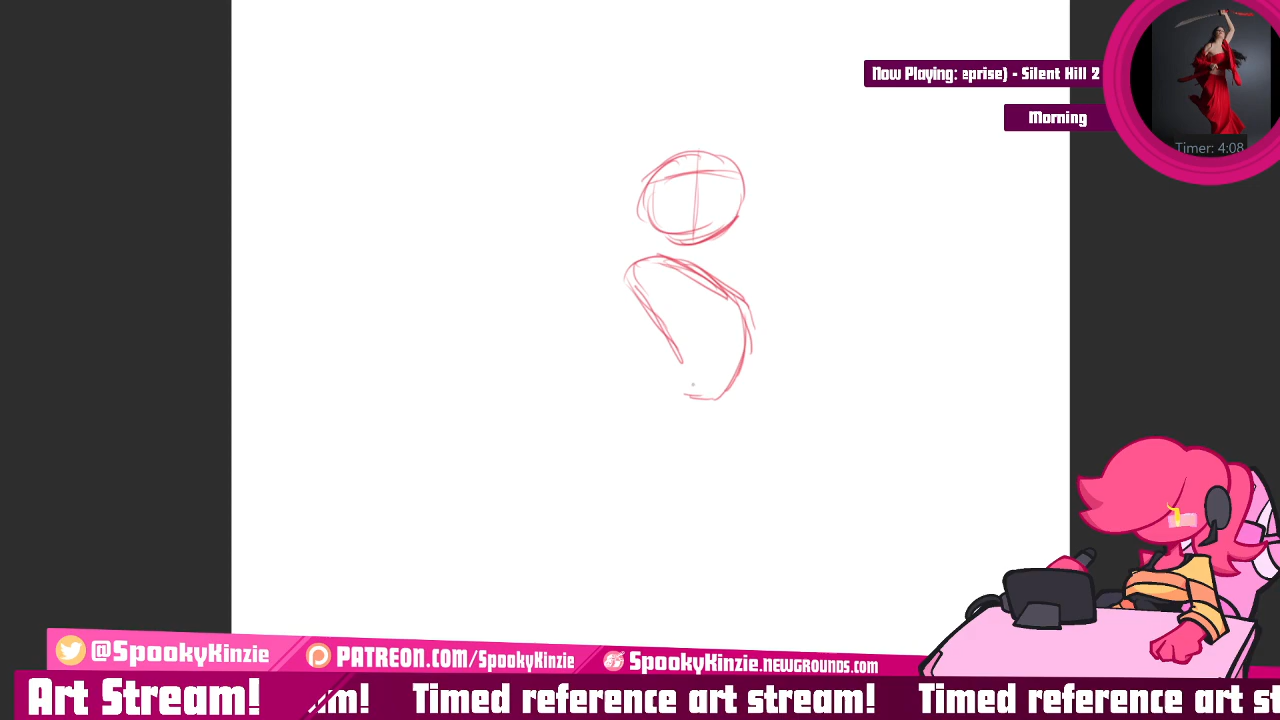 Now Playing: eprise) - Silent Hill 2
Morning
Timer: 4:08
@SpookyKinzie
PATREON.COM/SpookyKinzie
SpookyKinzie.NEWGROUNDS.COM
Art Stream!
m! Timed reference art stream! Timed reference art st